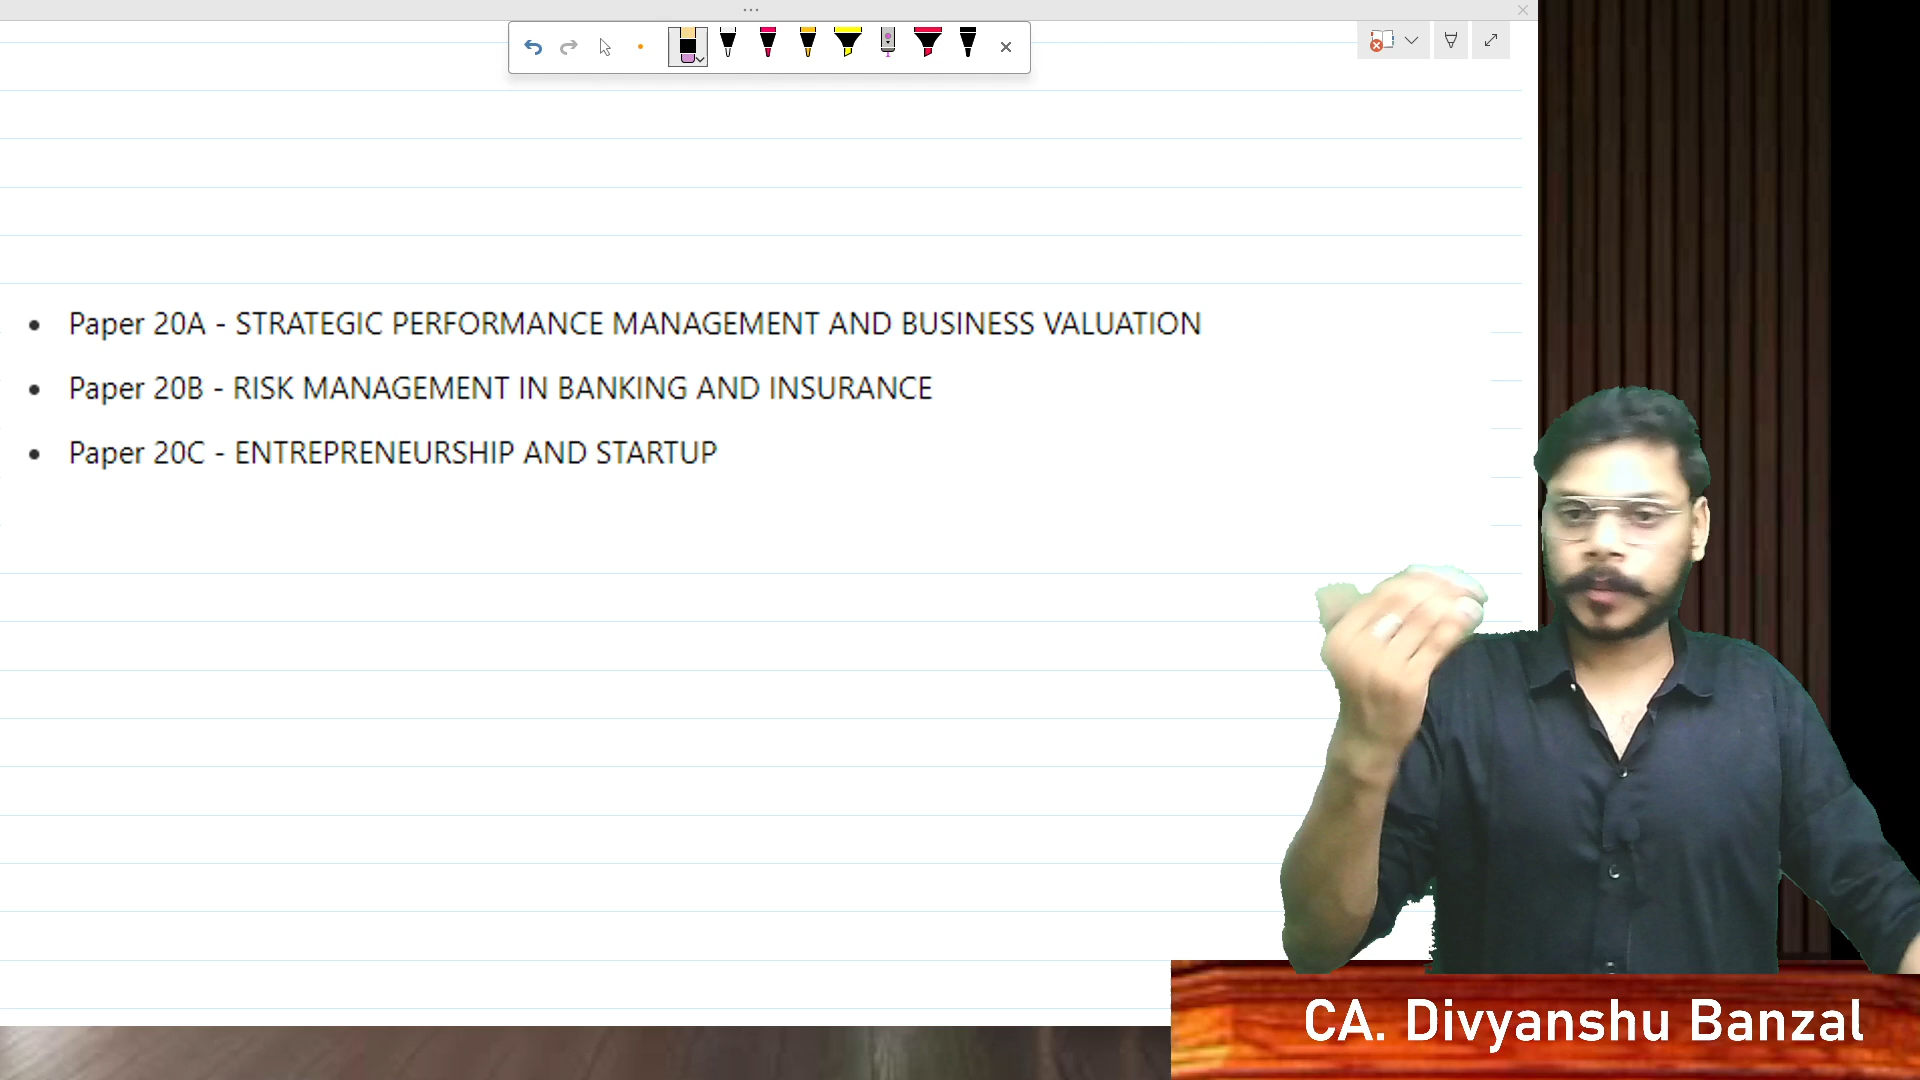 • Paper 20A - STRATEGIC PERFORMANCE MANAGEMENT AND BUSINESS VALUATION
• Paper 20B - RISK MANAGEMENT IN BANKING AND INSURANCE
• Paper 20C - ENTREPRENEURSHIP AND STARTUP
CA. Divyanshu Banzal